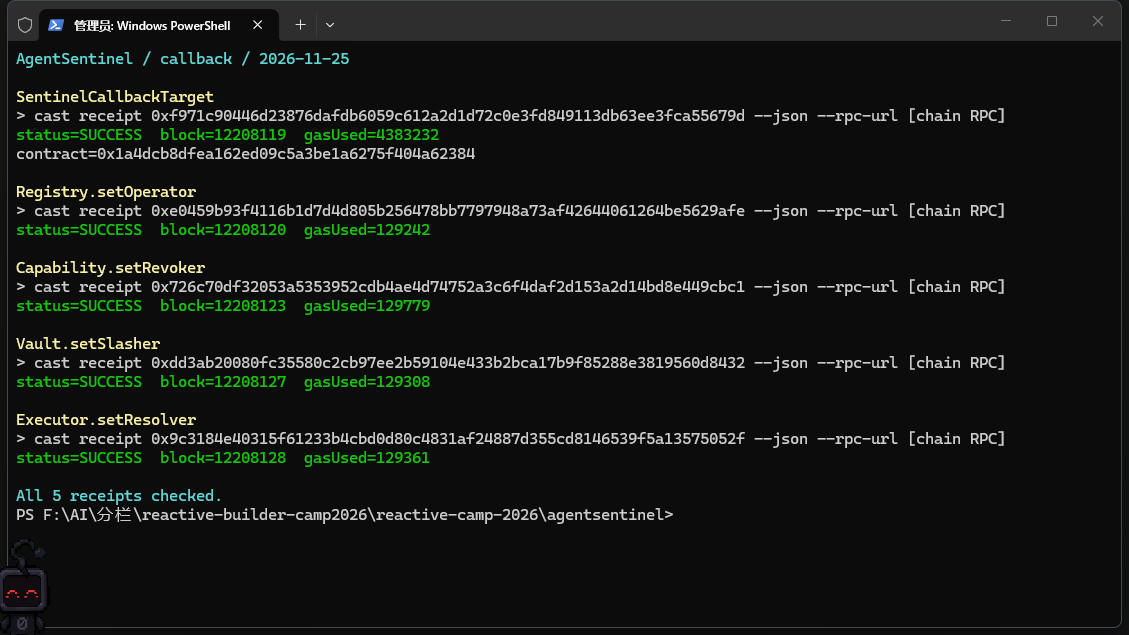 管理员: Windows PowerShell
AgentSentinel / callback / 2026-11-25
SentinelCallbackTarget
> cast receipt 0xf971c90446d23876dafdb6059c612a2d1d72c0e3fd849113db63ee3fca55679d --json --rpc-url [chain RPC]
status=SUCCESS  block=12208119  gasUsed=4383232
contract=0x1a4dcb8dfea162ed09c5a3be1a6275f404a62384
Registry.setOperator
> cast receipt 0xe0459b93f4116b1d7d4d805b256478bb7797948a73af42644061264be5629afe --json --rpc-url [chain RPC]
status=SUCCESS  block=12208120  gasUsed=129242
Capability.setRevoker
> cast receipt 0x726c70df32053a5353952cdb4ae4d74752a3c6f4daf2d153a2d14bd8e449cbc1 --json --rpc-url [chain RPC]
status=SUCCESS  block=12208123  gasUsed=129779
Vault.setSlasher
> cast receipt 0xdd3ab20080fc35580c2cb97ee2b59104e433b2bca17b9f85288e3819560d8432 --json --rpc-url [chain RPC]
status=SUCCESS  block=12208127  gasUsed=129308
Executor.setResolver
> cast receipt 0x9c3184e40315f61233b4cbd0d80c4831af24887d355cd8146539f5a13575052f --json --rpc-url [chain RPC]
status=SUCCESS  block=12208128  gasUsed=129361
All 5 receipts checked.
PS F:\AI\分栏\reactive-builder-camp2026\reactive-camp-2026\agentsentinel>
0